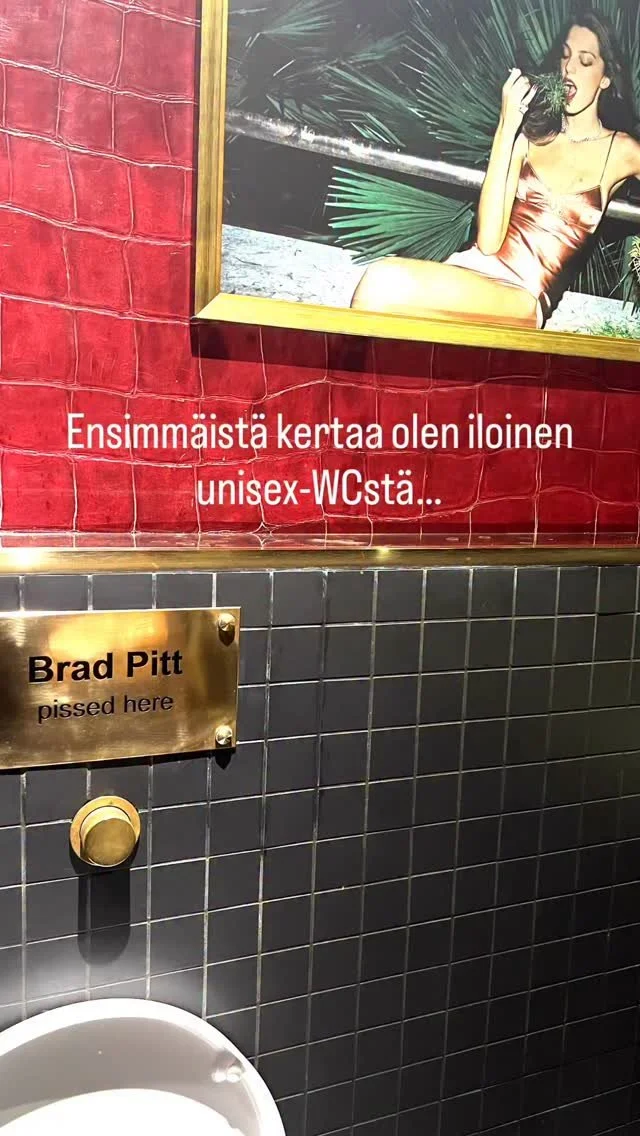 Ensimmäistä kertaa olen iloinen
unisex-WCstä...
Brad Pitt
pissed here